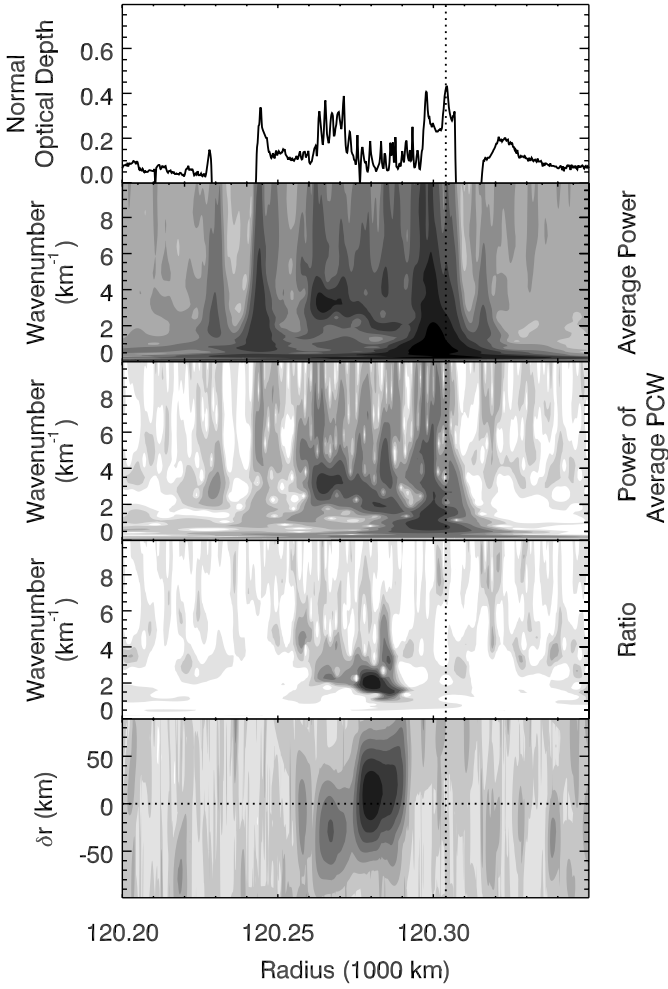 Normal
Optical Depth
0.6
0.4
0.2
0.0
Wavenumber
(km⁻¹)
8
6
4
2
0
Average Power
Wavenumber
(km⁻¹)
8
6
4
2
0
Power of
Average PCW
Wavenumber
(km⁻¹)
8
6
4
2
0
Ratio
δr (km)
50
0
-50
120.20 120.25 120.30
Radius (1000 km)